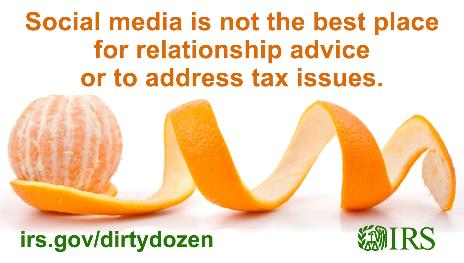 Social media is not the best place
for relationship advice
or to address tax issues.
irs.gov/dirtydozen
IRS